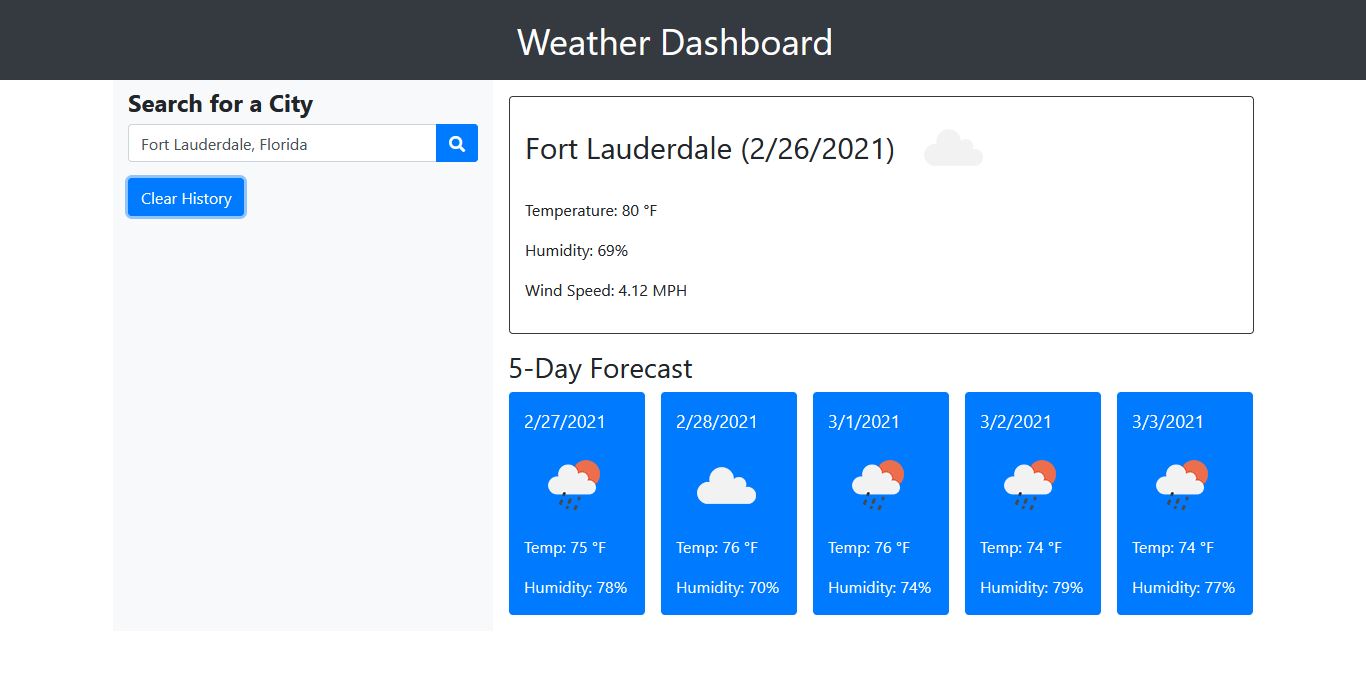 Weather Dashboard
Search for a City
Fort Lauderdale, Florida
Clear History
Fort Lauderdale (2/26/2021)
Temperature: 80 °F
Humidity: 69%
Wind Speed: 4.12 MPH
5-Day Forecast
2/27/2021
Temp: 75 °F
Humidity: 78%
2/28/2021
Temp: 76 °F
Humidity: 70%
3/1/2021
Temp: 76 °F
Humidity: 74%
3/2/2021
Temp: 74 °F
Humidity: 79%
3/3/2021
Temp: 74 °F
Humidity: 77%